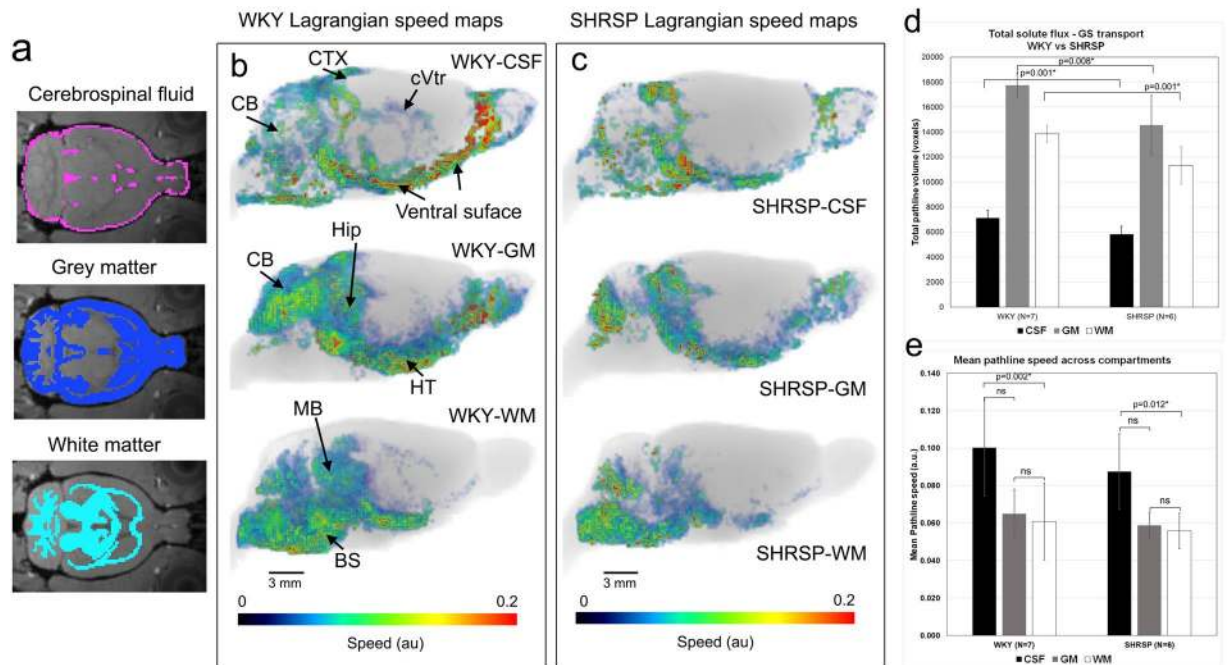 WKY Lagrangian speed maps
SHRSP Lagrangian speed maps
a
Cerebrospinal fluid
Grey matter
White matter
b
CTX
WKY-CSF
cVtr
CB
Ventral suface
Hip
CB
WKY-GM
HT
MB
WKY-WM
BS
3 mm
0
0.2
Speed (au)
c
SHRSP-CSF
SHRSP-GM
SHRSP-WM
3 mm
0
0.2
Speed (au)
d
Total solute flux - GS transport
WKY vs SHRSP
p=0.008*
p=0.001*
p=0.001*
Total pathline volume (voxels)
20000
18000
16000
14000
12000
10000
8000
6000
4000
2000
0
WKY (N=7)
SHRSP (N=6)
CSF GM WM
e
Mean pathline speed across compartments
p=0.002*
ns
ns
p=0.012*
ns
ns
Mean Pathline speed (a.u.)
0.140
0.120
0.100
0.080
0.060
0.040
0.020
0.000
WKY (N=7)
SHRSP (N=6)
CSF GM WM